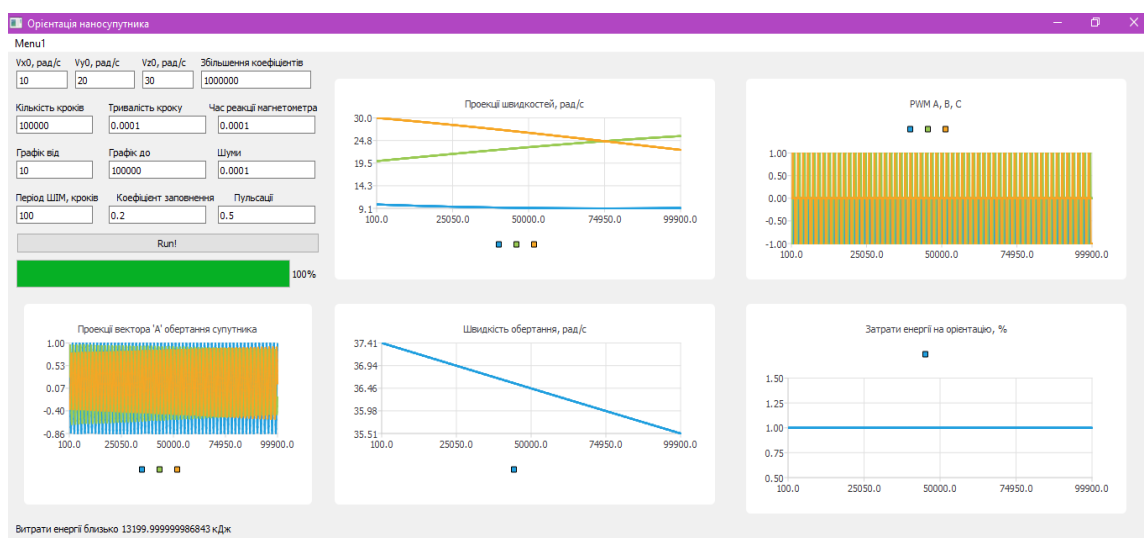 Орієнтація наносупутника
Menu1
Vx0, рад/с Vy0, рад/с Vz0, рад/с Збільшення коефіцієнтів
10 20 30 1000000
Кількість кроків Тривалість кроку Час реакції магнетометра
100000 0.0001 0.0001
Графік від Графік до Шуми
10 100000 0.0001
Період ШІМ, кроків Коефіцієнт заповнення Пульсації
100 0.2 0.5
Run!
100%
Проекції швидкостей, рад/с
30.0
24.8
19.5
14.3
9.1
100.0 25050.0 50000.0 74950.0 99900.0
PWM A, B, C
1.00
0.50
0.00
-0.50
-1.00
100.0 25050.0 50000.0 74950.0 99900.0
Проекції вектора 'A' обертання супутника
1.00
0.53
0.07
-0.40
-0.86
100.0 25050.0 50000.0 74950.0 99900.0
Швидкість обертання, рад/с
37.41
36.94
36.46
35.98
35.51
100.0 25050.0 50000.0 74950.0 99900.0
Затрати енергії на орієнтацію, %
1.50
1.25
1.00
0.75
0.50
100.0 25050.0 50000.0 74950.0 99900.0
Витрати енергії близько 13199.999999986843 кДж